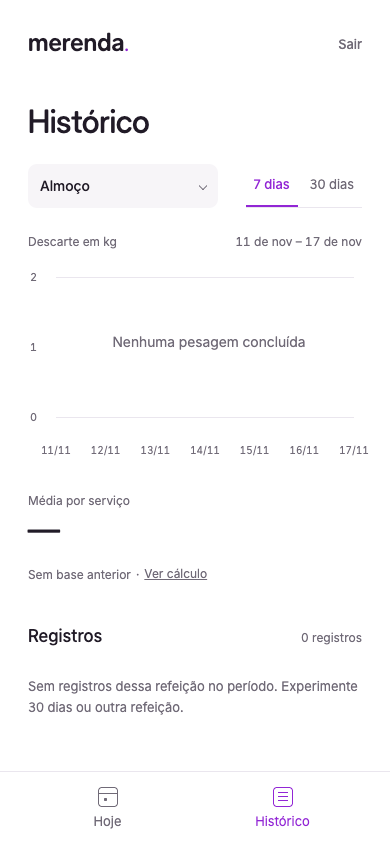 merenda.
Sair
Histórico
Almoço
7 dias
30 dias
Descarte em kg
11 de nov – 17 de nov
2
1
Nenhuma pesagem concluída
0
11/11 12/11 13/11 14/11 15/11 16/11 17/11
Média por serviço
—
Sem base anterior · Ver cálculo
Registros
0 registros
Sem registros dessa refeição no período. Experimente
30 dias ou outra refeição.
Hoje
Histórico